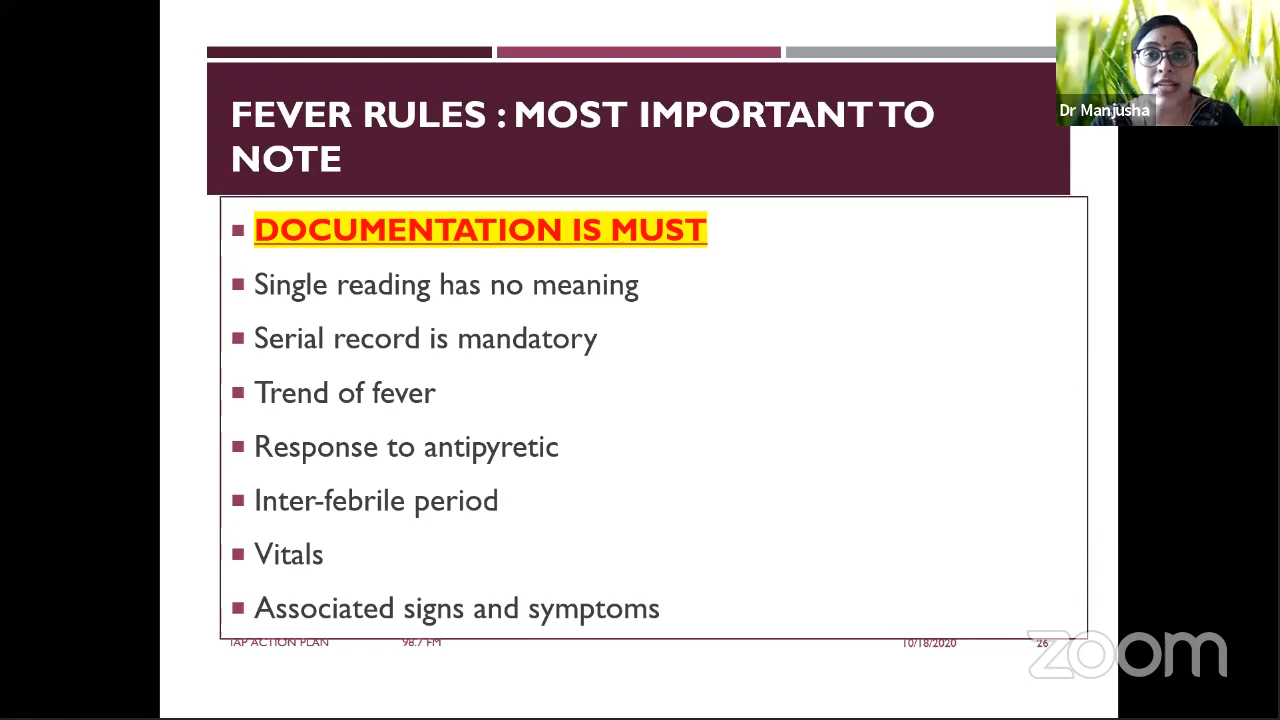 FEVER RULES : MOST IMPORTANT TO
NOTE
Dr Manjusha
DOCUMENTATION IS MUST
Single reading has no meaning
Serial record is mandatory
Trend of fever
Response to antipyretic
Inter-febrile period
Vitals
Associated signs and symptoms
IAP ACTION PLAN 98.7 FM 10/18/2020 26
zoom